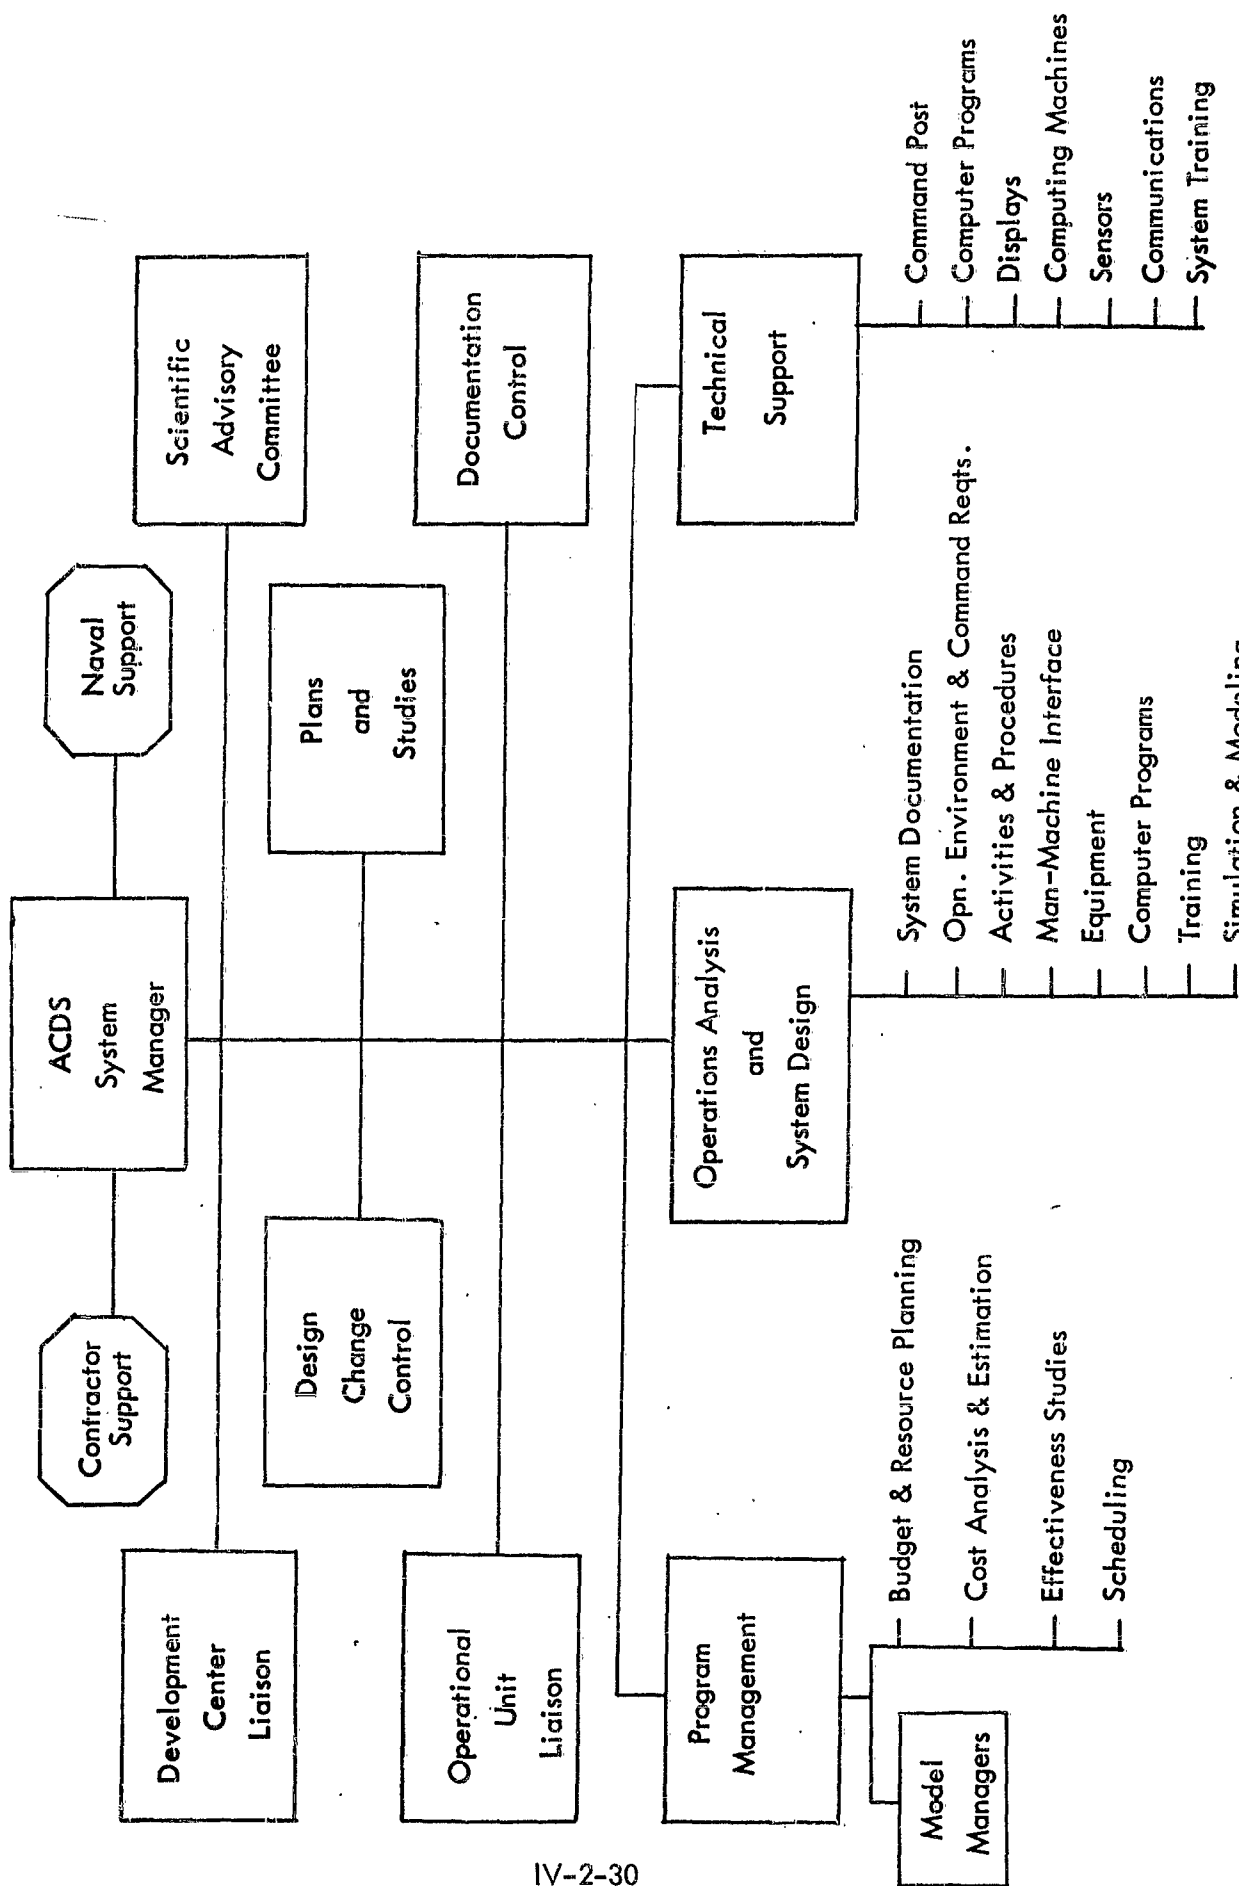 Contractor
Support
ACDS
System
Manager
Naval
Support
Development
Center
Liaison
Scientific
Advisory
Committee
Design
Change
Control
Plans
and
Studies
Operational
Unit
Liaison
Documentation
Control
Program
Management
Model
Managers
Budget & Resource Planning
Cost Analysis & Estimation
Effectiveness Studies
Scheduling
Operations Analysis
and
System Design
System Documentation
Opn. Environment & Command Reqts.
Activities & Procedures
Man-Machine Interface
Equipment
Computer Programs
Training
Simulation & Modeling
Technical
Support
Command Post
Computer Programs
Displays
Computing Machines
Sensors
Communications
System Training
IV-2-30